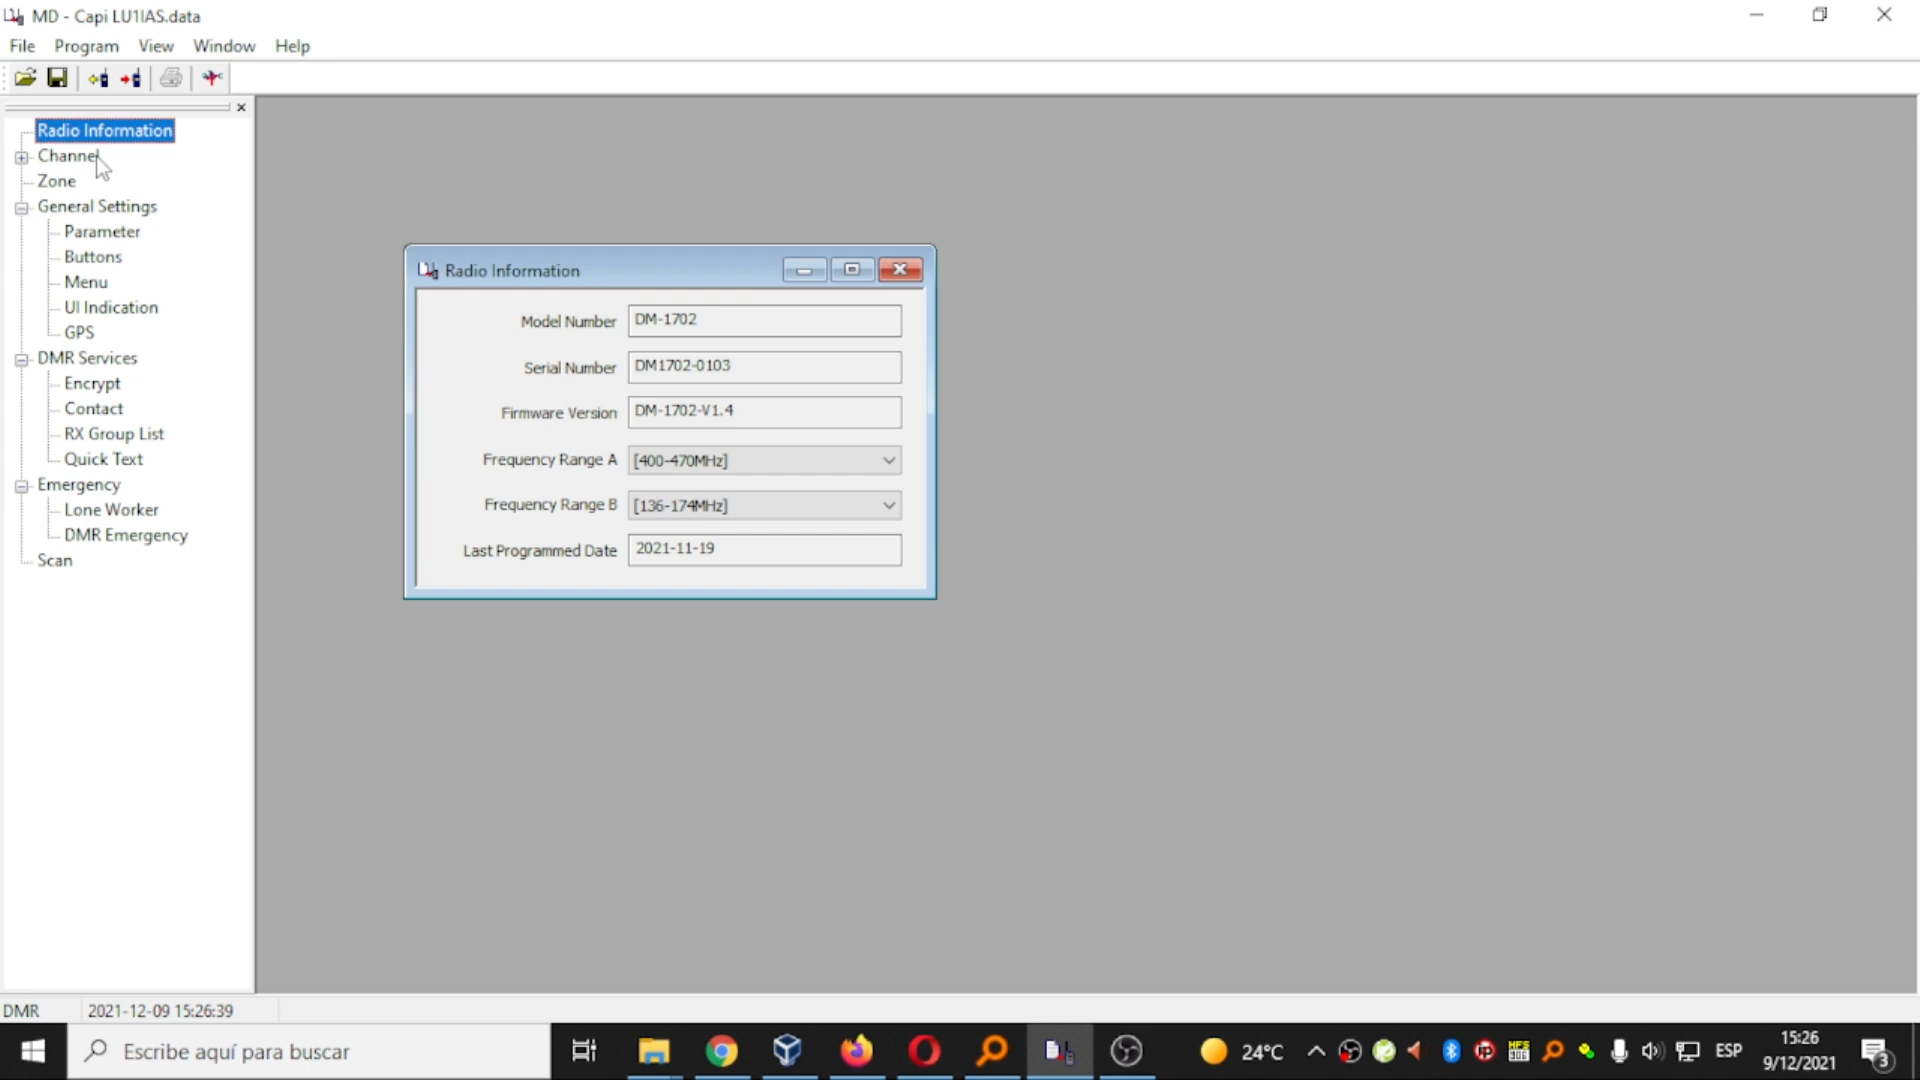 MD - Capi LU1IAS.data
File Program View Window Help
Radio Information
Channel
Zone
General Settings
Parameter
Buttons
Menu
UI Indication
GPS
DMR Services
Encrypt
Contact
RX Group List
Quick Text
Emergency
Lone Worker
DMR Emergency
Scan
Radio Information
Model Number DM-1702
Serial Number DM1702-0103
Firmware Version DM-1702-V1.4
Frequency Range A [400-470MHz]
Frequency Range B [136-174MHz]
Last Programmed Date 2021-11-19
DMR 2021-12-09 15:26:39
Escribe aquí para buscar
24°C
ESP
15:26
9/12/2021
3